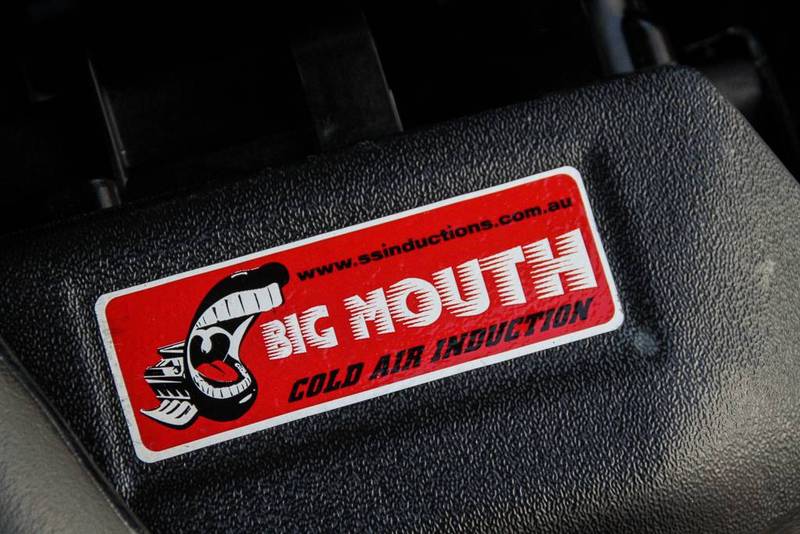 www.ssinductions.com.au
BIG MOUTH
COLD AIR INDUCTION